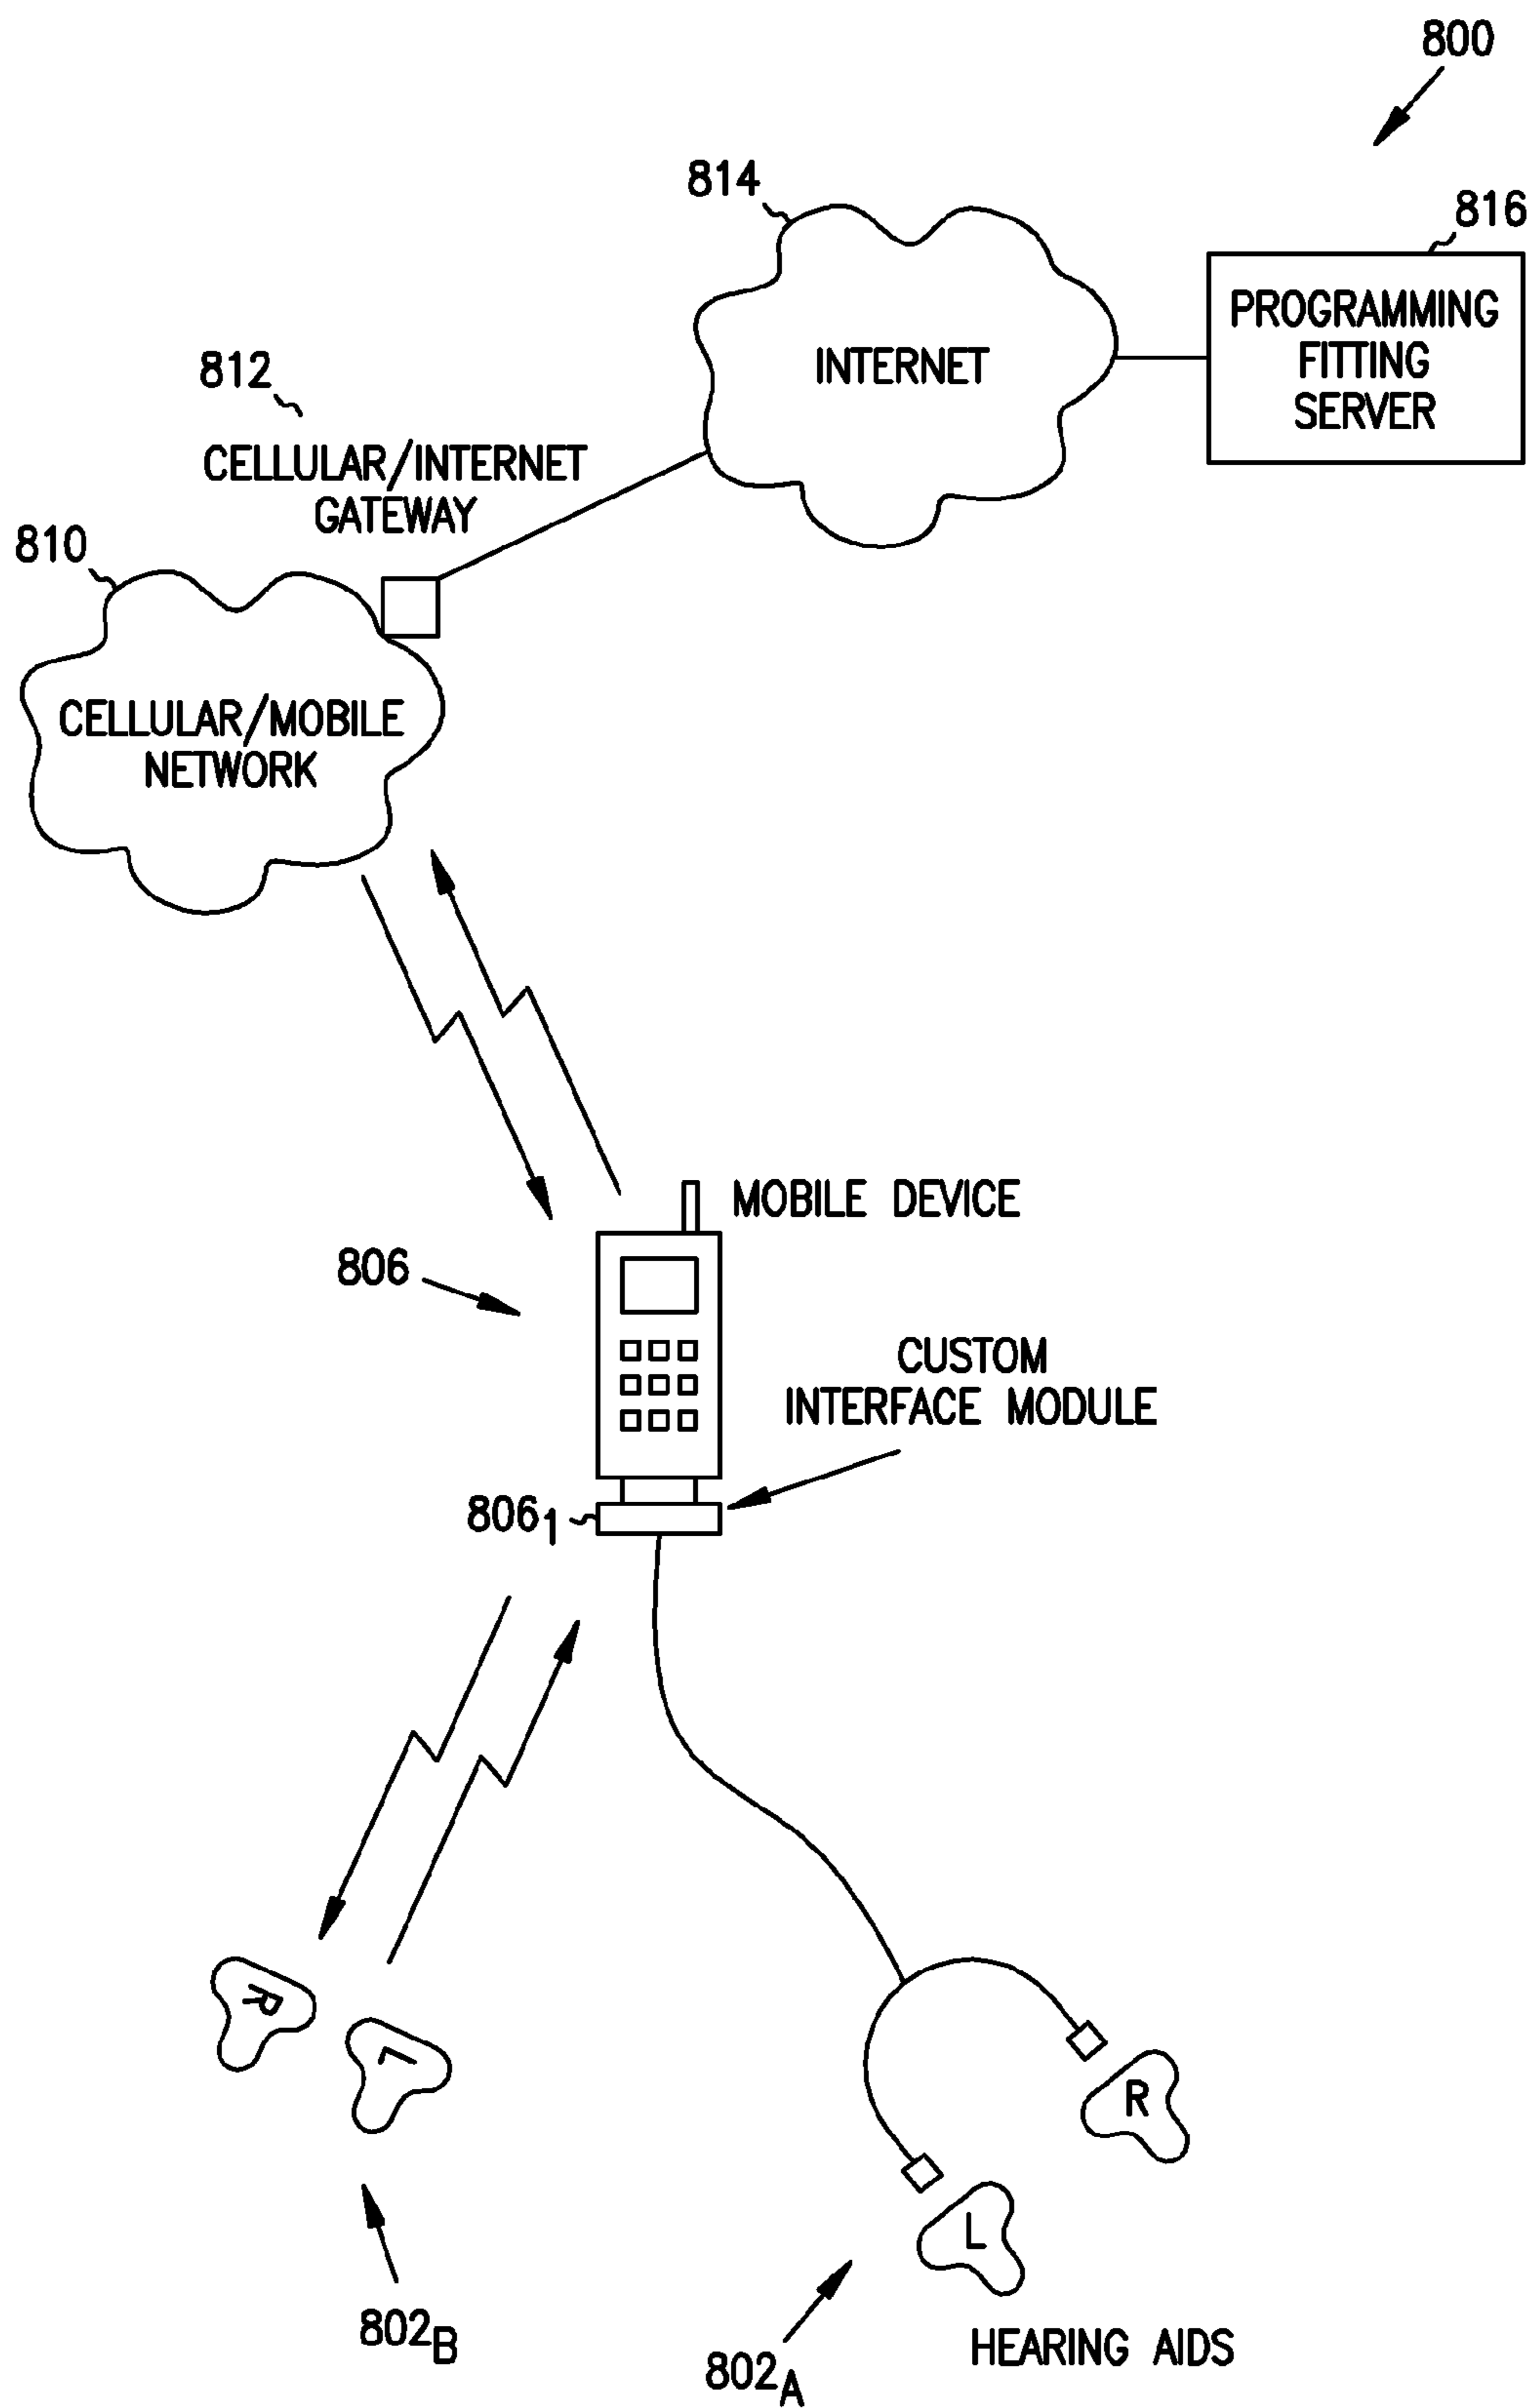 800
814
816
PROGRAMMING
FITTING
SERVER
INTERNET
812
CELLULAR/INTERNET
GATEWAY
810
CELLULAR/MOBILE
NETWORK
MOBILE DEVICE
806
CUSTOM
INTERFACE MODULE
806₁
R
L
R
L
802B
802A
HEARING AIDS